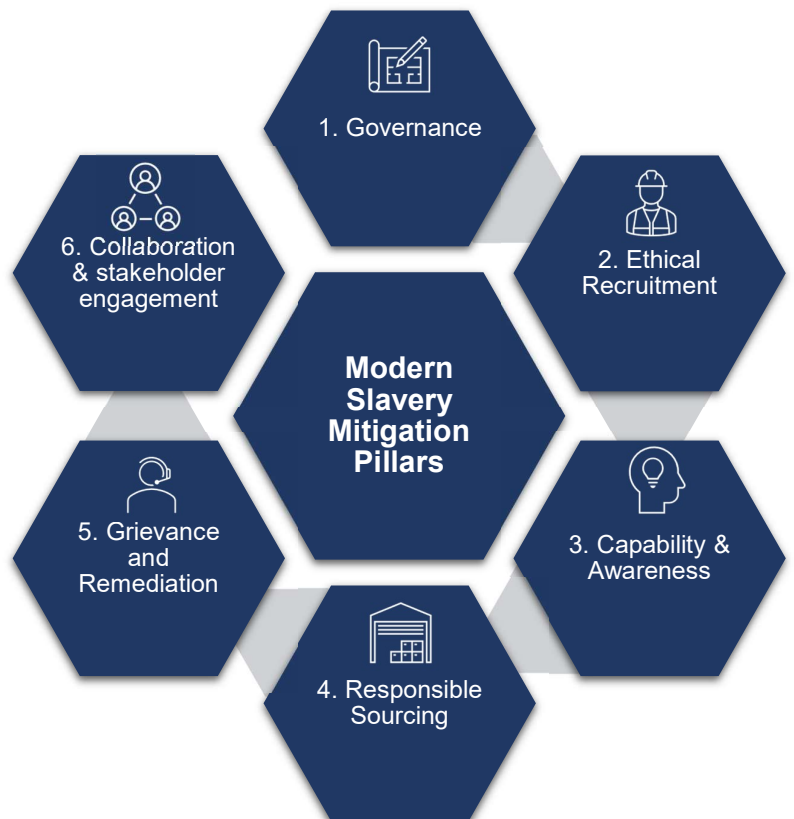 1. Governance
2. Ethical
Recruitment
3. Capability &
Awareness
4. Responsible
Sourcing
5. Grievance
and
Remediation
6. Collaboration
& stakeholder
engagement
Modern
Slavery
Mitigation
Pillars